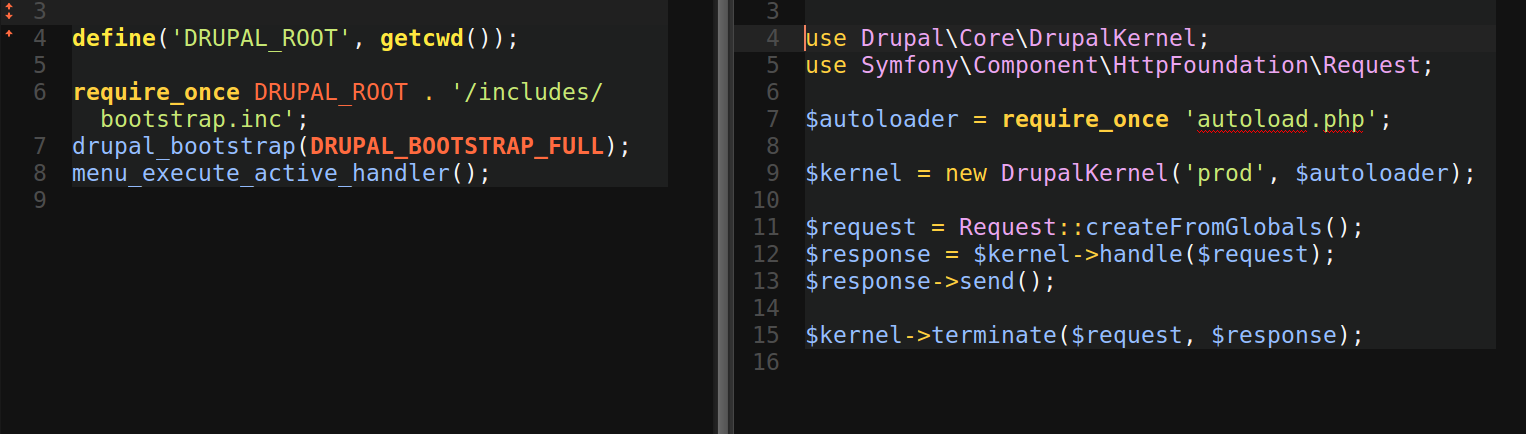 3
4 define('DRUPAL_ROOT', getcwd());
5
6 require_once DRUPAL_ROOT . '/includes/
bootstrap.inc';
7 drupal_bootstrap(DRUPAL_BOOTSTRAP_FULL);
8 menu_execute_active_handler();
9
3
4 use Drupal\Core\DrupalKernel;
5 use Symfony\Component\HttpFoundation\Request;
6
7 $autoloader = require_once 'autoload.php';
8
9 $kernel = new DrupalKernel('prod', $autoloader);
10
11 $request = Request::createFromGlobals();
12 $response = $kernel->handle($request);
13 $response->send();
14
15 $kernel->terminate($request, $response);
16